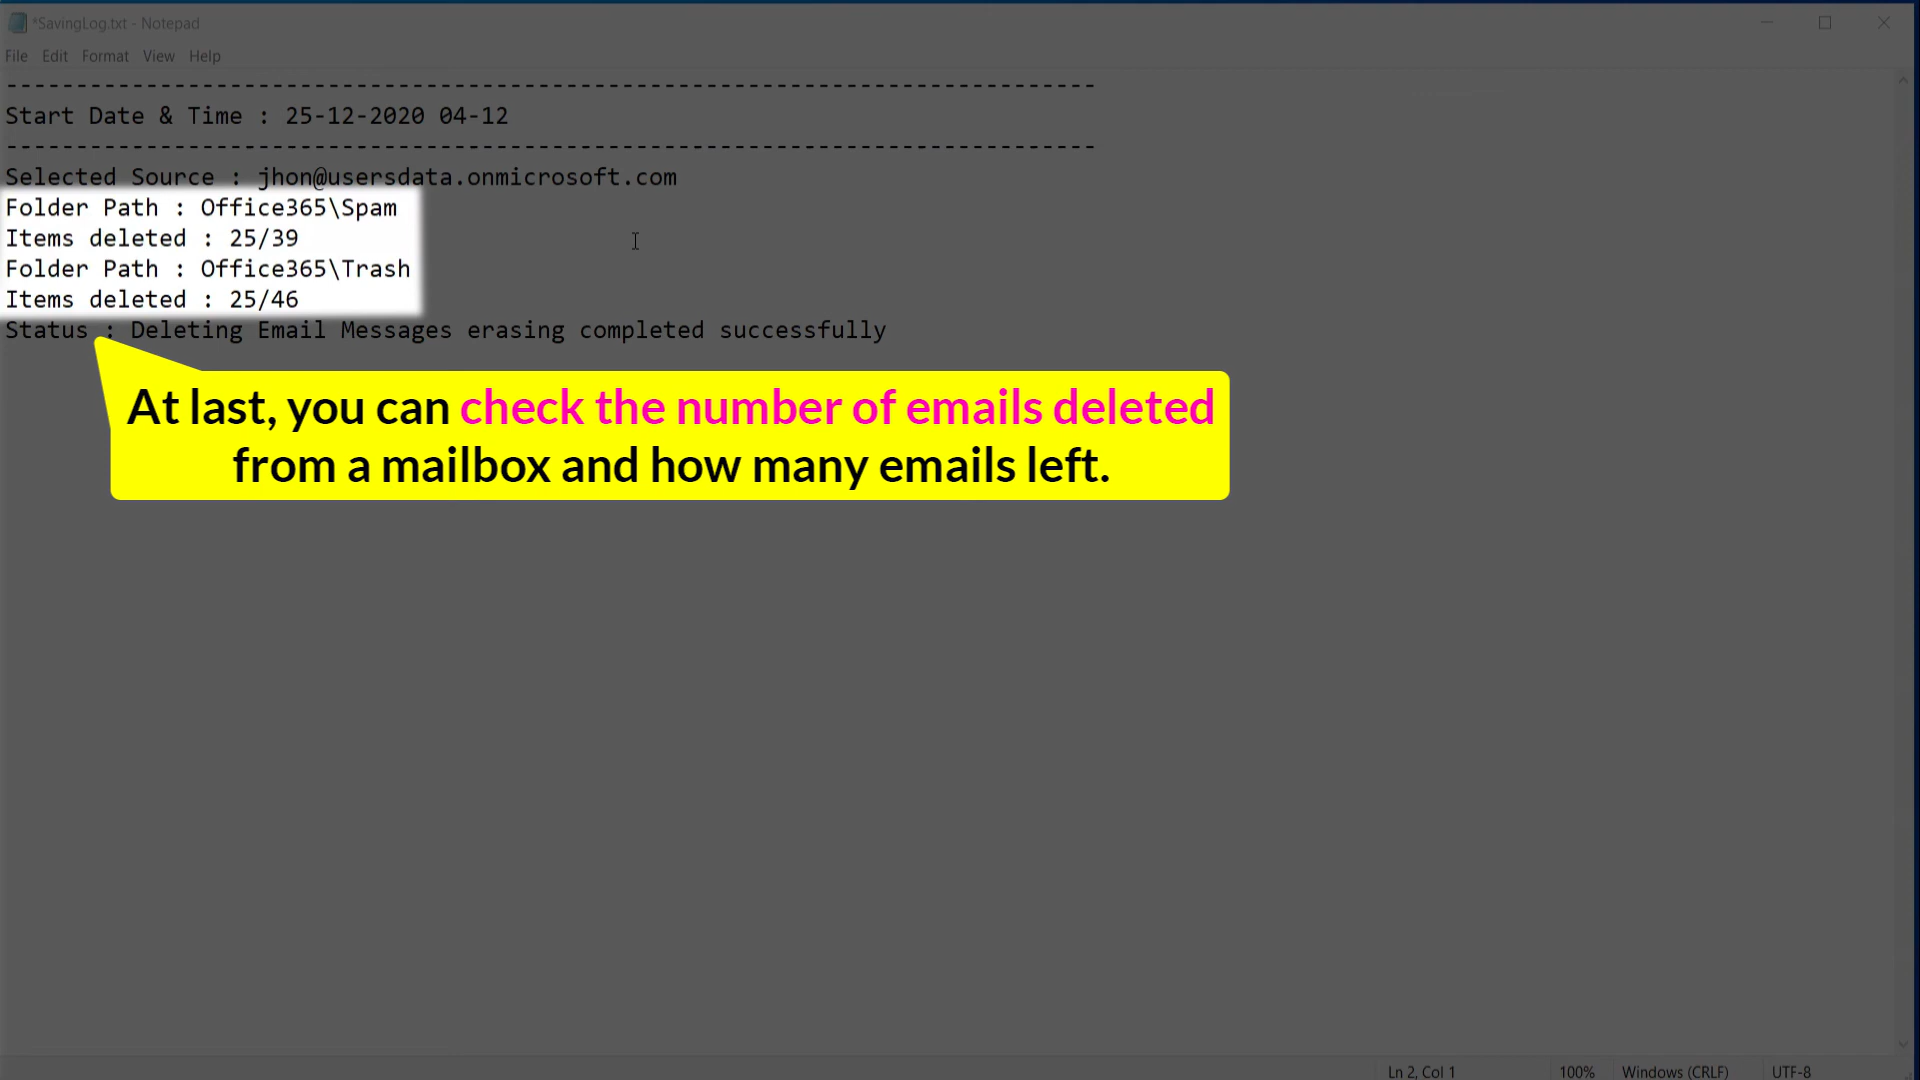 *SavingLog.txt - Notepad
File Edit Format View Help
------------------------------------------------------------------------------
Start Date & Time : 25-12-2020 04-12
------------------------------------------------------------------------------
Selected Source : jhon@usersdata.onmicrosoft.com
Folder Path : Office365\Spam
Items deleted : 25/39
Folder Path : Office365\Trash
Items deleted : 25/46
Status : Deleting Email Messages erasing completed successfully
At last, you can check the number of emails deleted
from a mailbox and how many emails left.
Ln 2, Col 1 100% Windows (CRLF) UTF-8